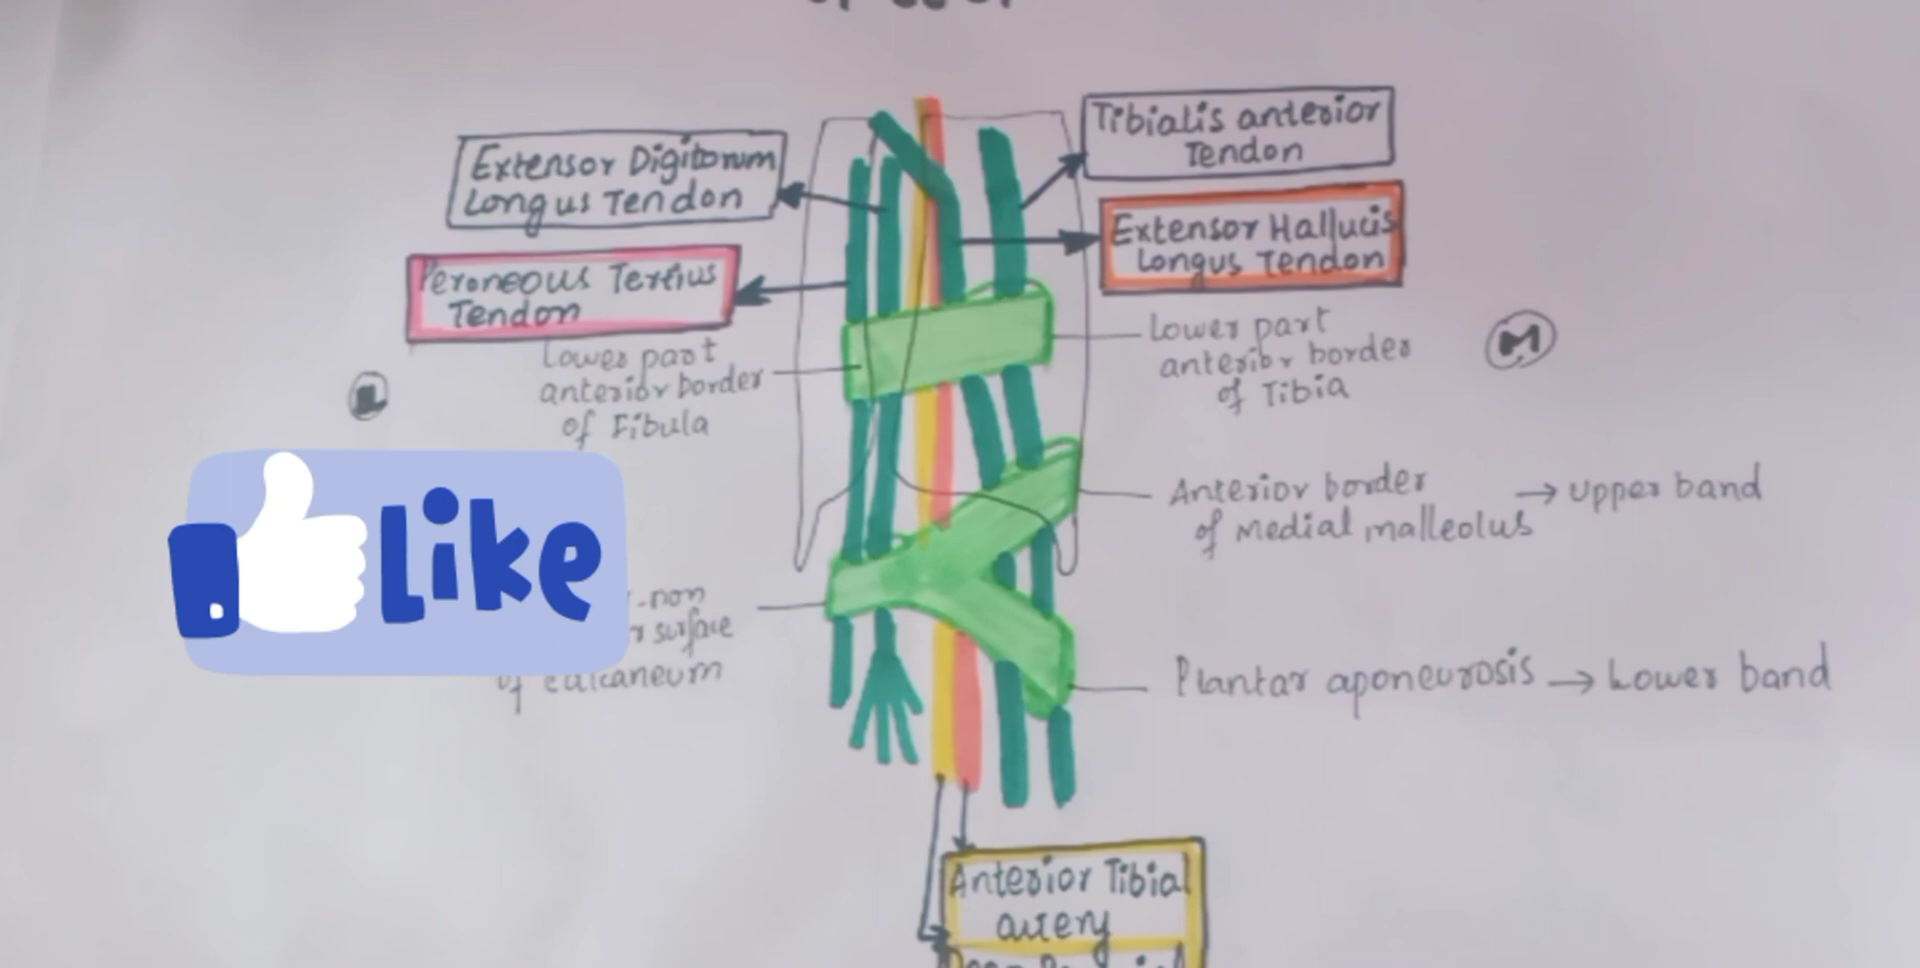 Tibialis anterior
Tendon
Extensor Digitorum
Longus Tendon
Extensor Hallucis
Longus Tendon
Peroneous Tertius
Tendon
Lower part
anterior border
of Fibula
Lower part
anterior border
of Tibia
M
L
Anterior border
of Medial malleolus → Upper band
Like
non
surface
of calcaneum
Plantar aponeurosis → Lower band
Anterior Tibial
artery